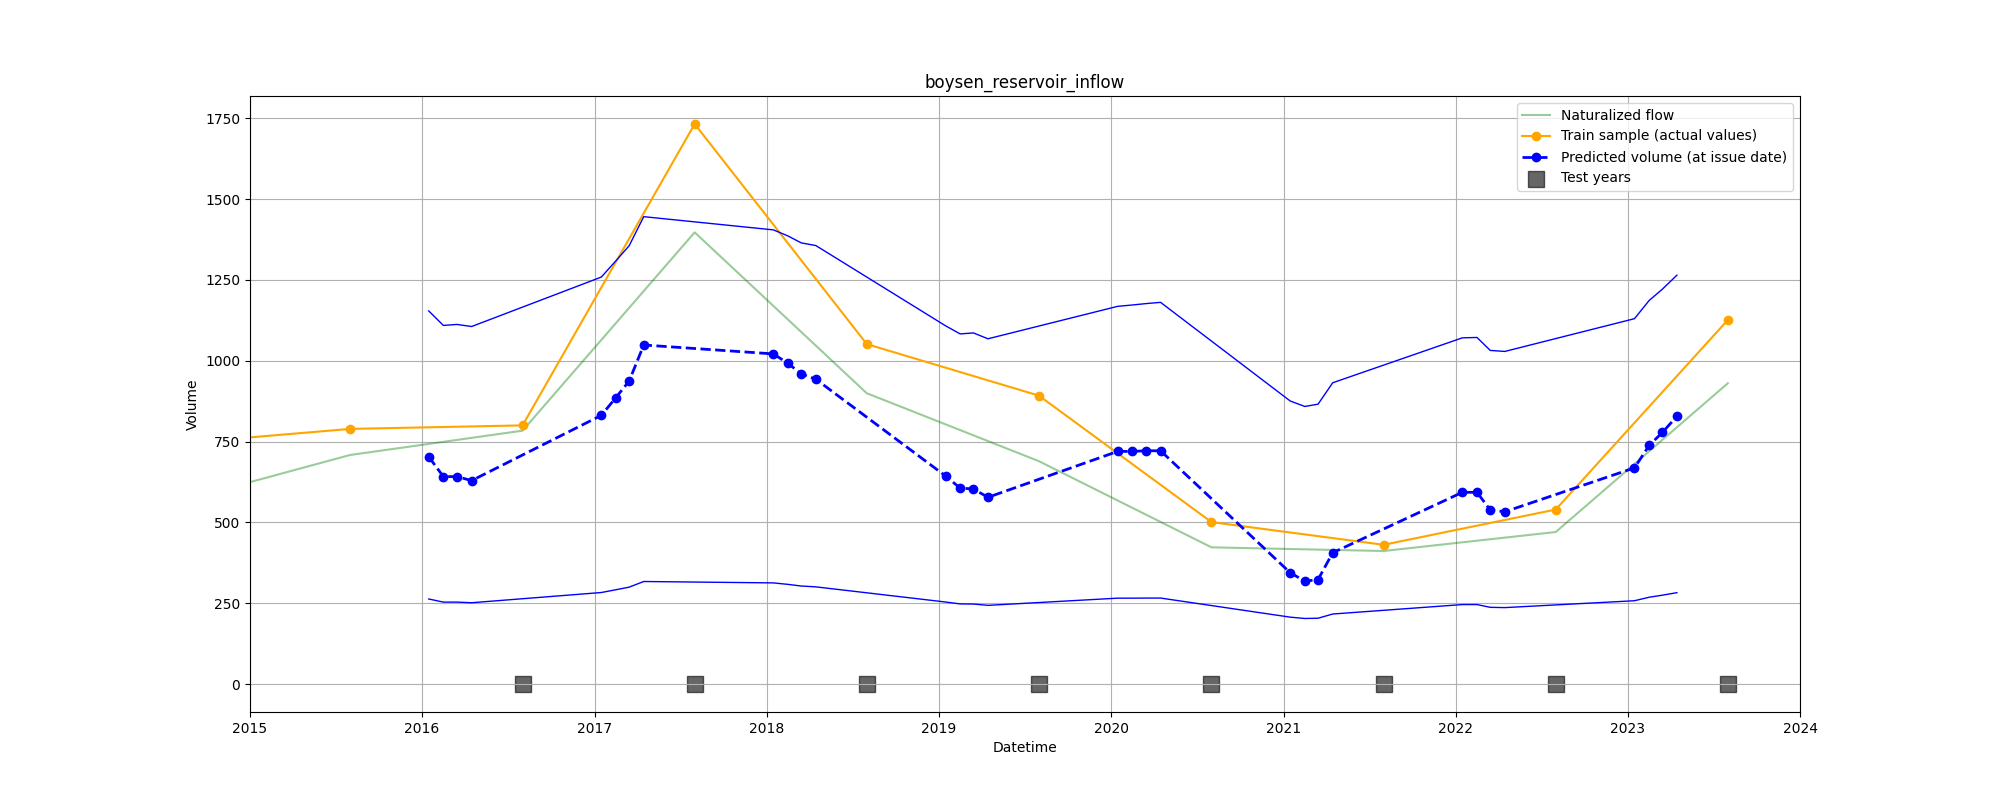 boysen_reservoir_inflow
Naturalized flow
Train sample (actual values)
Predicted volume (at issue date)
Test years
1750
1500
1250
1000
750
500
250
0
Volume
2015 2016 2017 2018 2019 2020 2021 2022 2023 2024
Datetime